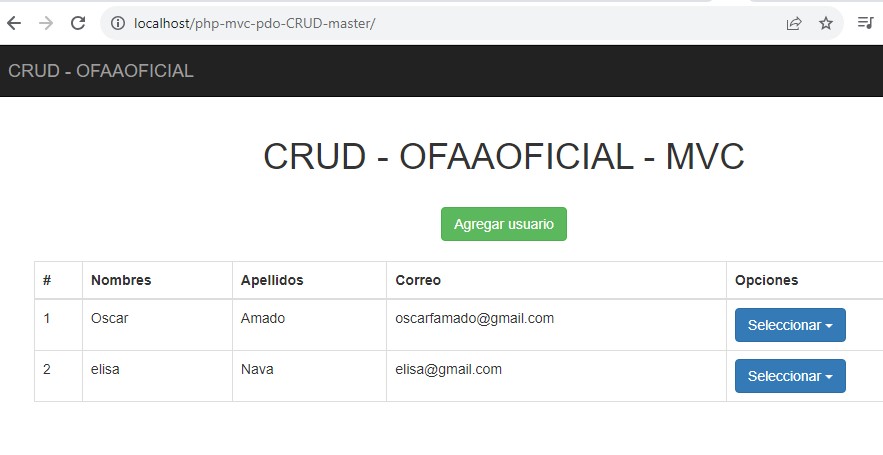 localhost/php-mvc-pdo-CRUD-master/
CRUD - OFAAOFICIAL
CRUD - OFAAOFICIAL - MVC
Agregar usuario
# Nombres Apellidos Correo Opciones
1 Oscar Amado oscarfamado@gmail.com Seleccionar
2 elisa Nava elisa@gmail.com Seleccionar